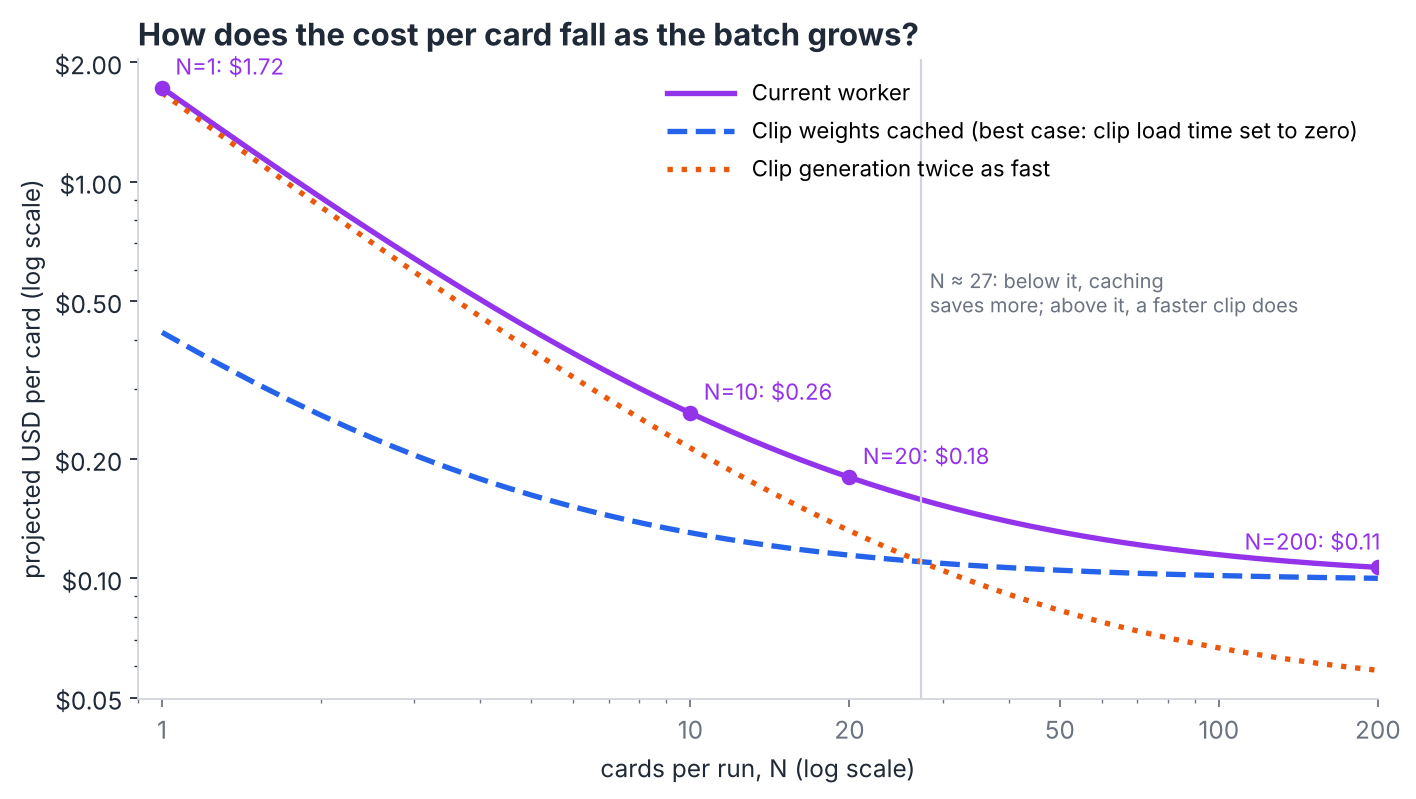 How does the cost per card fall as the batch grows?
$2.00
$1.00
$0.50
$0.20
$0.10
$0.05
projected USD per card (log scale)
N=1: $1.72
Current worker
Clip weights cached (best case: clip load time set to zero)
Clip generation twice as fast
N ≈ 27: below it, caching
saves more; above it, a faster clip does
N=10: $0.26
N=20: $0.18
N=200: $0.11
1
10
20
50
100
200
cards per run, N (log scale)